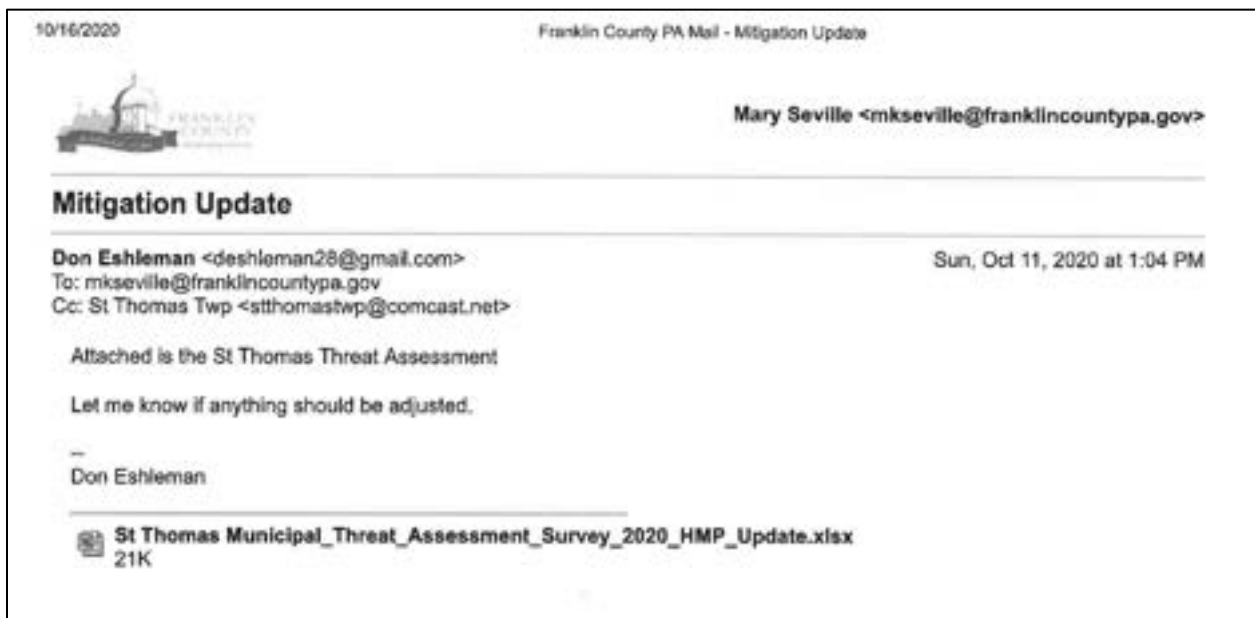 10/16/2020 Franklin County PA Mail - Mitigation Update
FRANKLIN
COUNTY
Mary Seville <mkseville@franklincountypa.gov>
Mitigation Update
Don Eshleman <deshleman28@gmail.com> Sun, Oct 11, 2020 at 1:04 PM
To: mkseville@franklincountypa.gov
Cc: St Thomas Twp <stthomastwp@comcast.net>
Attached is the St Thomas Threat Assessment
Let me know if anything should be adjusted.
--
Don Eshleman
St Thomas Municipal_Threat_Assessment_Survey_2020_HMP_Update.xlsx
21K